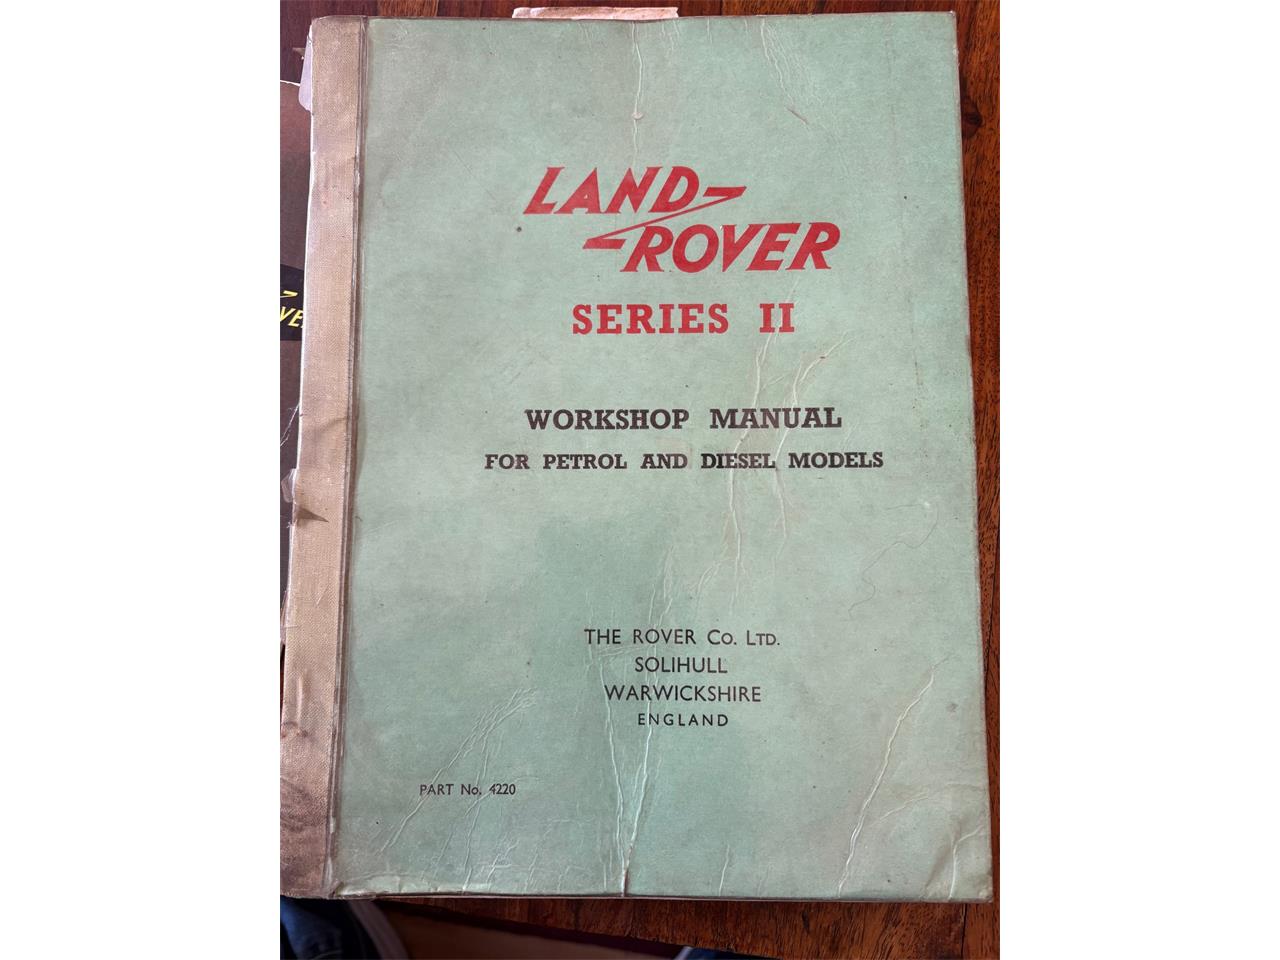 LAND
ROVER
SERIES II
WORKSHOP MANUAL
FOR PETROL AND DIESEL MODELS
THE ROVER Co. LTD.
SOLIHULL
WARWICKSHIRE
ENGLAND
PART No. 4220